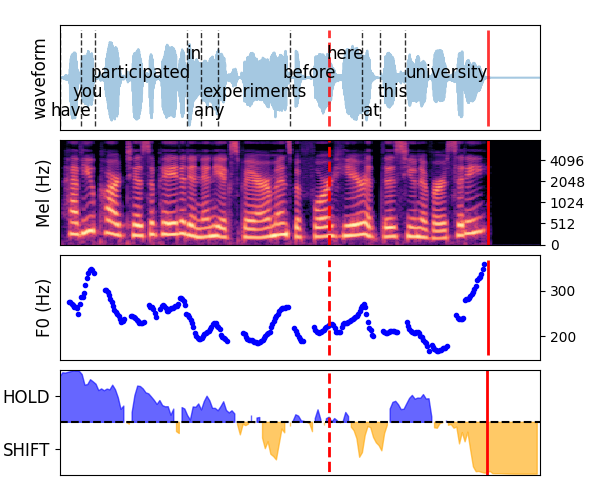 waveform
in
here
participated
before
university
you
experiments
this
have
any
at
Mel (Hz)
4096
2048
1024
512
0
F0 (Hz)
300
200
HOLD
SHIFT